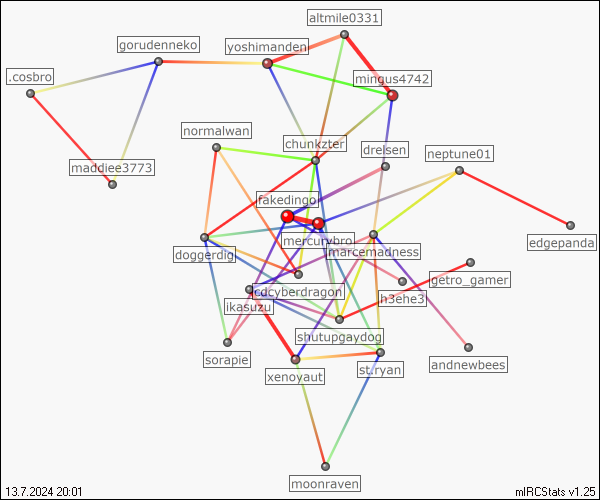 altmile0331
gorudenneko
yoshimanden
.cosbro
mingus4742
normalwan
chunkzter
dreisen
neptune01
maddiee3773
fakedingo
mercurybro
marcemadness
edgepanda
doggerdig
cdcyberdragon
getro_gamer
ikasuzu
h3ehe3
shutupgaydog
sorapie
xenoyaut
st.ryan
andnewbees
moonraven
13.7.2024 20:01
mIRCStats v1.25